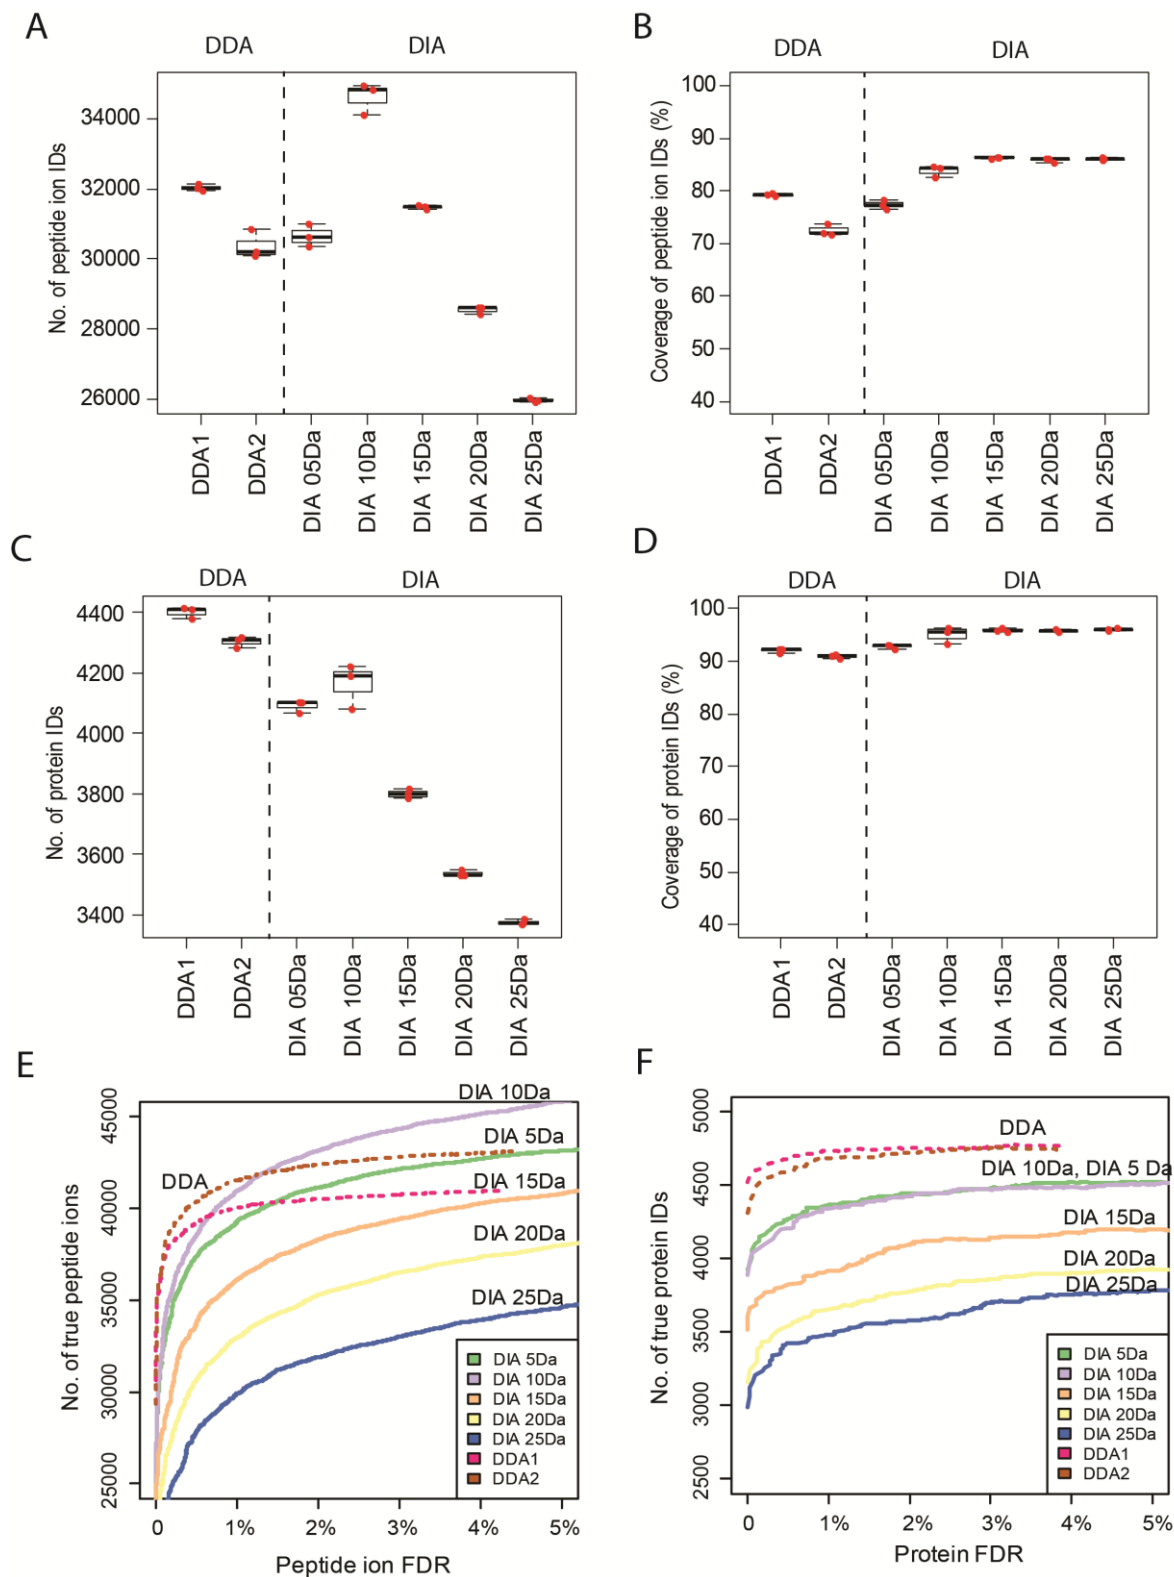 A
DDA DIA
No. of peptide ion IDs
34000
32000
30000
28000
26000
DDA1
DDA2
DIA 05Da
DIA 10Da
DIA 15Da
DIA 20Da
DIA 25Da
B
DDA DIA
Coverage of peptide ion IDs (%)
100
90
80
70
60
50
40
DDA1
DDA2
DIA 05Da
DIA 10Da
DIA 15Da
DIA 20Da
DIA 25Da
C
DDA DIA
No. of protein IDs
4400
4200
4000
3800
3600
3400
DDA1
DDA2
DIA 05Da
DIA 10Da
DIA 15Da
DIA 20Da
DIA 25Da
D
DDA DIA
Coverage of protein IDs (%)
100
90
80
70
60
50
40
DDA1
DDA2
DIA 05Da
DIA 10Da
DIA 15Da
DIA 20Da
DIA 25Da
E
No. of true peptide ions
45000
40000
35000
30000
25000
DIA 10Da
DIA 5Da
DDA
DIA 15Da
DIA 20Da
DIA 25Da
DIA 5Da
DIA 10Da
DIA 15Da
DIA 20Da
DIA 25Da
DDA1
DDA2
0 1% 2% 3% 4% 5%
Peptide ion FDR
F
No. of true protein IDs
5000
4500
4000
3500
3000
2500
DDA
DIA 10Da, DIA 5 Da
DIA 15Da
DIA 20Da
DIA 25Da
DIA 5Da
DIA 10Da
DIA 15Da
DIA 20Da
DIA 25Da
DDA1
DDA2
0 1% 2% 3% 4% 5%
Protein FDR